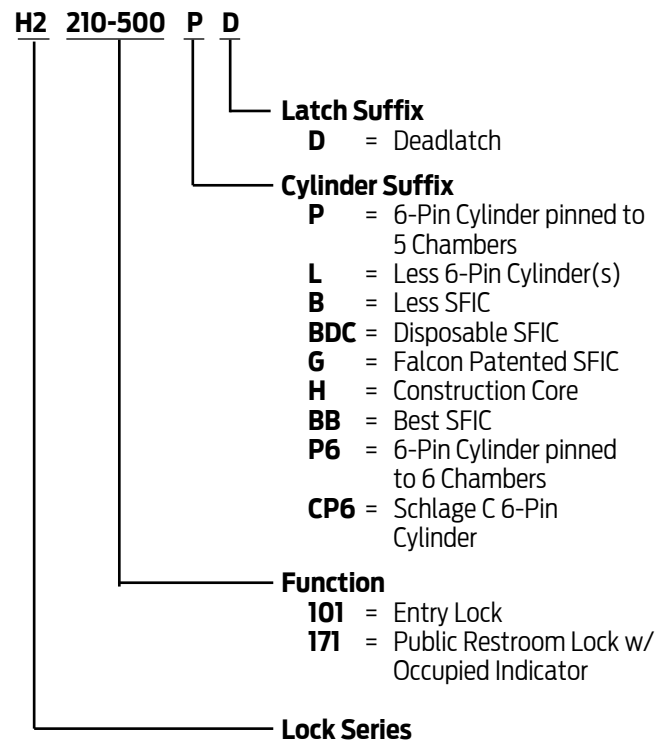 H2 210-500 P D
Latch Suffix
D = Deadlatch
Cylinder Suffix
P = 6-Pin Cylinder pinned to
5 Chambers
L = Less 6-Pin Cylinder(s)
B = Less SFIC
BDC = Disposable SFIC
G = Falcon Patented SFIC
H = Construction Core
BB = Best SFIC
P6 = 6-Pin Cylinder pinned
to 6 Chambers
CP6 = Schlage C 6-Pin
Cylinder
Function
101 = Entry Lock
171 = Public Restroom Lock w/
Occupied Indicator
Lock Series